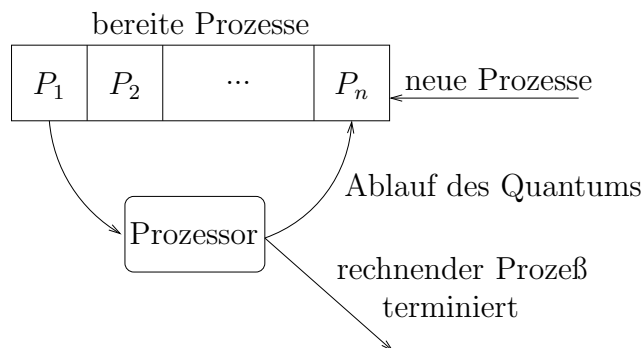 bereite Prozesse
P1 P2 ... Pn
neue Prozesse
Ablauf des Quantums
Prozessor
rechnender Prozeß
terminiert